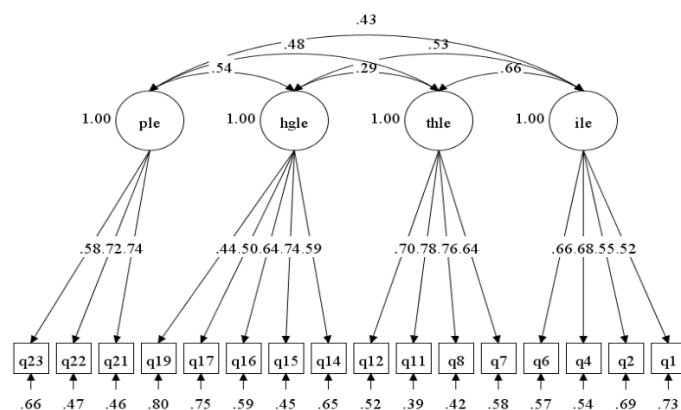 .43
.48 .53
.54 .29 .66
1.00 ple 1.00 hgle 1.00 thle 1.00 ile
.58.72.74 .44.50.64.74.59 .70.78.76.64 .66.68.55.52
q23 q22 q21 q19 q17 q16 q15 q14 q12 q11 q8 q7 q6 q4 q2 q1
.66 .47 .46 .80 .75 .59 .45 .65 .52 .39 .42 .58 .57 .54 .69 .73